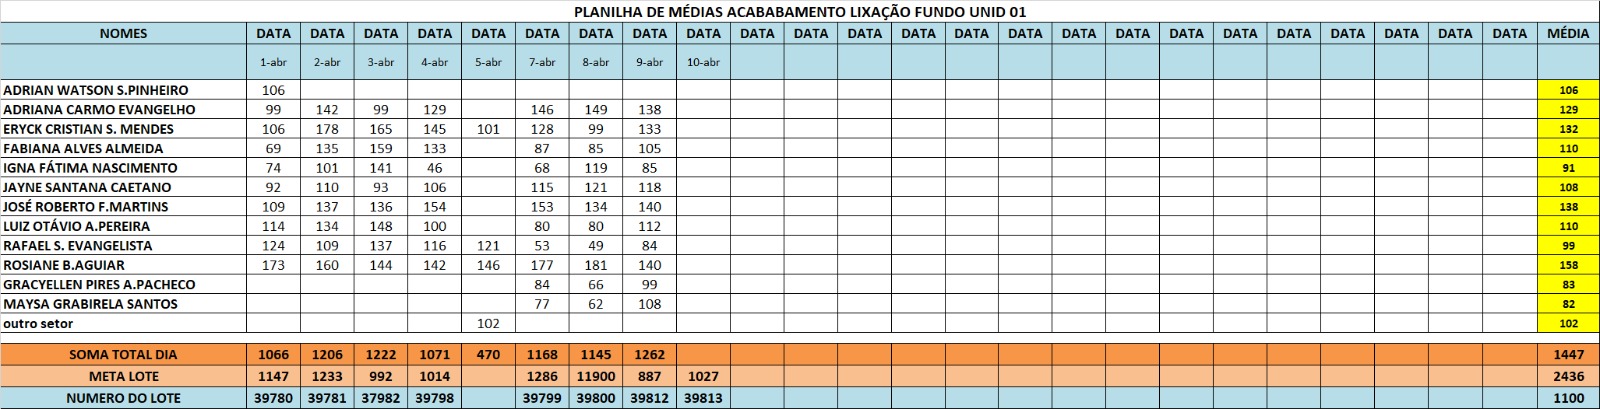 PLANILHA DE MÉDIAS ACABABAMENTO LIXAÇÃO FUNDO UNID 01
NOMES DATA DATA DATA DATA DATA DATA DATA DATA DATA DATA DATA DATA DATA DATA DATA DATA DATA DATA DATA DATA DATA DATA DATA DATA MÉDIA
1-abr 2-abr 3-abr 4-abr 5-abr 7-abr 8-abr 9-abr 10-abr
ADRIAN WATSON S.PINHEIRO 106 106
ADRIANA CARMO EVANGELHO 99 142 99 129 146 149 138 129
ERYCK CRISTIAN S. MENDES 106 178 165 145 101 128 99 133 132
FABIANA ALVES ALMEIDA 69 135 159 133 87 85 105 110
IGNA FÁTIMA NASCIMENTO 74 101 141 46 68 119 85 91
JAYNE SANTANA CAETANO 92 110 93 106 115 121 118 108
JOSÉ ROBERTO F.MARTINS 109 137 136 154 153 134 140 138
LUIZ OTÁVIO A.PEREIRA 114 134 148 100 80 80 112 110
RAFAEL S. EVANGELISTA 124 109 137 116 121 53 49 84 99
ROSIANE B.AGUIAR 173 160 144 142 146 177 181 140 158
GRACYELLEN PIRES A.PACHECO 84 66 99 83
MAYSA GRABIRELA SANTOS 77 62 108 82
outro setor 102 102
SOMA TOTAL DIA 1066 1206 1222 1071 470 1168 1145 1262 1447
META LOTE 1147 1233 992 1014 1286 11900 887 1027 2436
NUMERO DO LOTE 39780 39781 37982 39798 39799 39800 39812 39813 1100